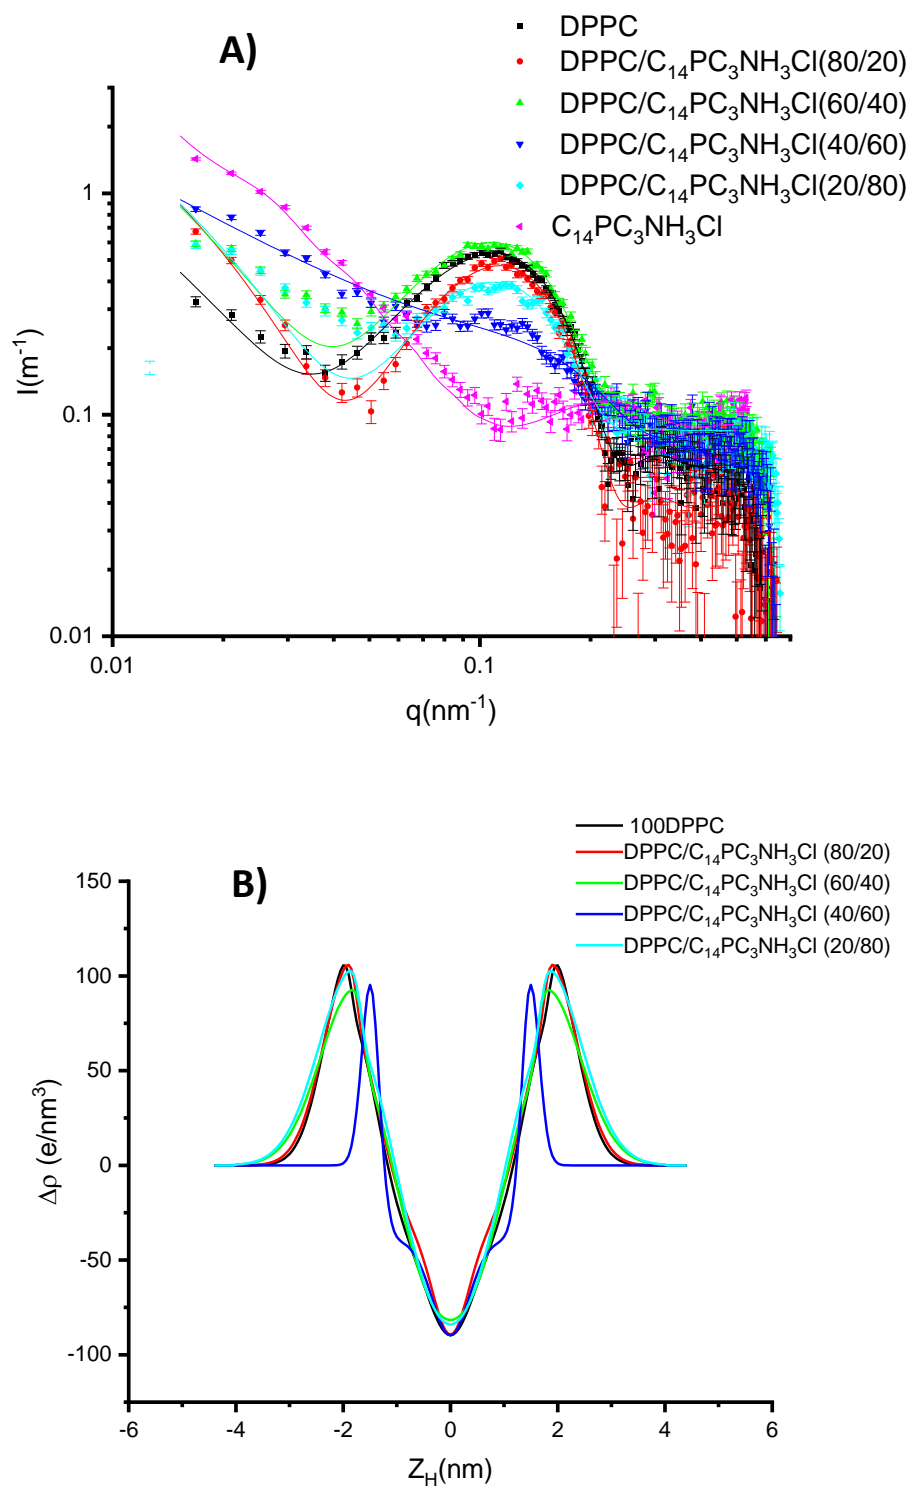 A)
DPPC
DPPC/C₁₄PC₃NH₃Cl(80/20)
DPPC/C₁₄PC₃NH₃Cl(60/40)
DPPC/C₁₄PC₃NH₃Cl(40/60)
DPPC/C₁₄PC₃NH₃Cl(20/80)
C₁₄PC₃NH₃Cl
1
0.1
0.01
I(m⁻¹)
0.01 0.1
q(nm⁻¹)
B)
100DPPC
DPPC/C₁₄PC₃NH₃Cl (80/20)
DPPC/C₁₄PC₃NH₃Cl (60/40)
DPPC/C₁₄PC₃NH₃Cl (40/60)
DPPC/C₁₄PC₃NH₃Cl (20/80)
150
100
50
0
-50
-100
Δρ (e/nm³)
-6 -4 -2 0 2 4 6
Z_H(nm)